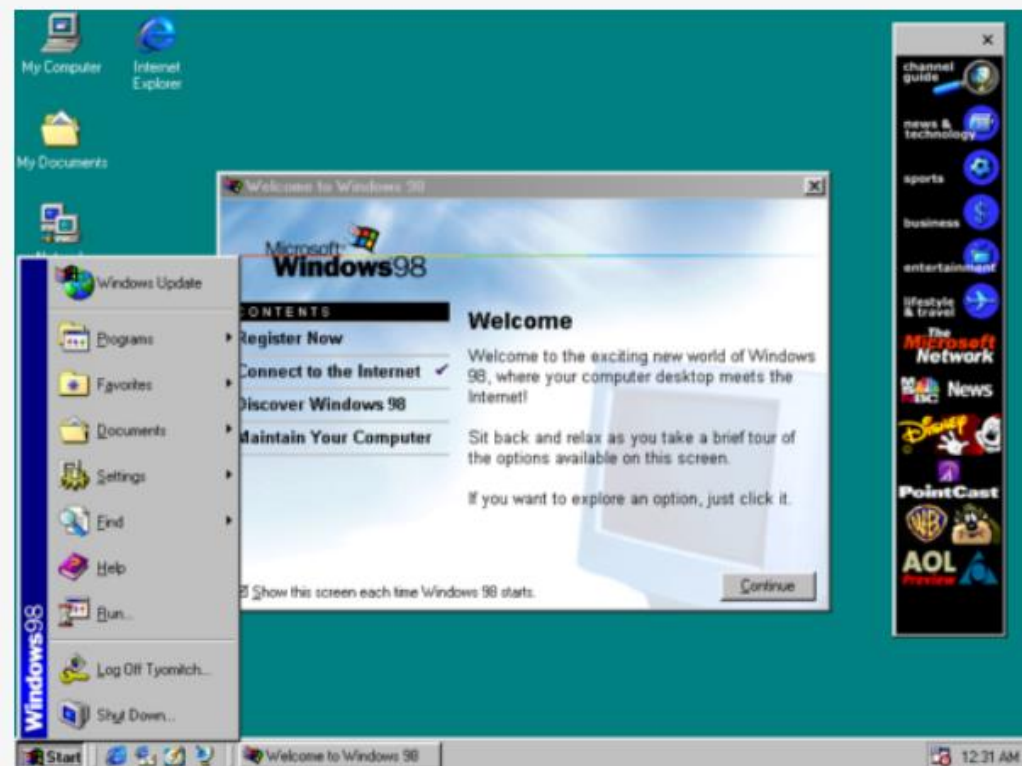 My Computer
Internet
Explorer
My Documents
Welcome to Windows 98
Microsoft
Windows98
CONTENTS
Register Now
Connect to the Internet
Discover Windows 98
Maintain Your Computer
Welcome
Welcome to the exciting new world of Windows
98, where your computer desktop meets the
Internet!
Sit back and relax as you take a brief tour of
the options available on this screen.
If you want to explore an option, just click it.
Show this screen each time Windows 98 starts.
Continue
Windows Update
Programs
Favorites
Documents
Settings
Find
Help
Run...
Log Off Tyomitch...
Shut Down...
Windows98
channel
guide
news &
technology
sports
business
entertainment
lifestyle
& travel
The
Microsoft
Network
MSNBC News
Disney
PointCast
WB
AOL
Preview
Start
Welcome to Windows 98
12:31 AM